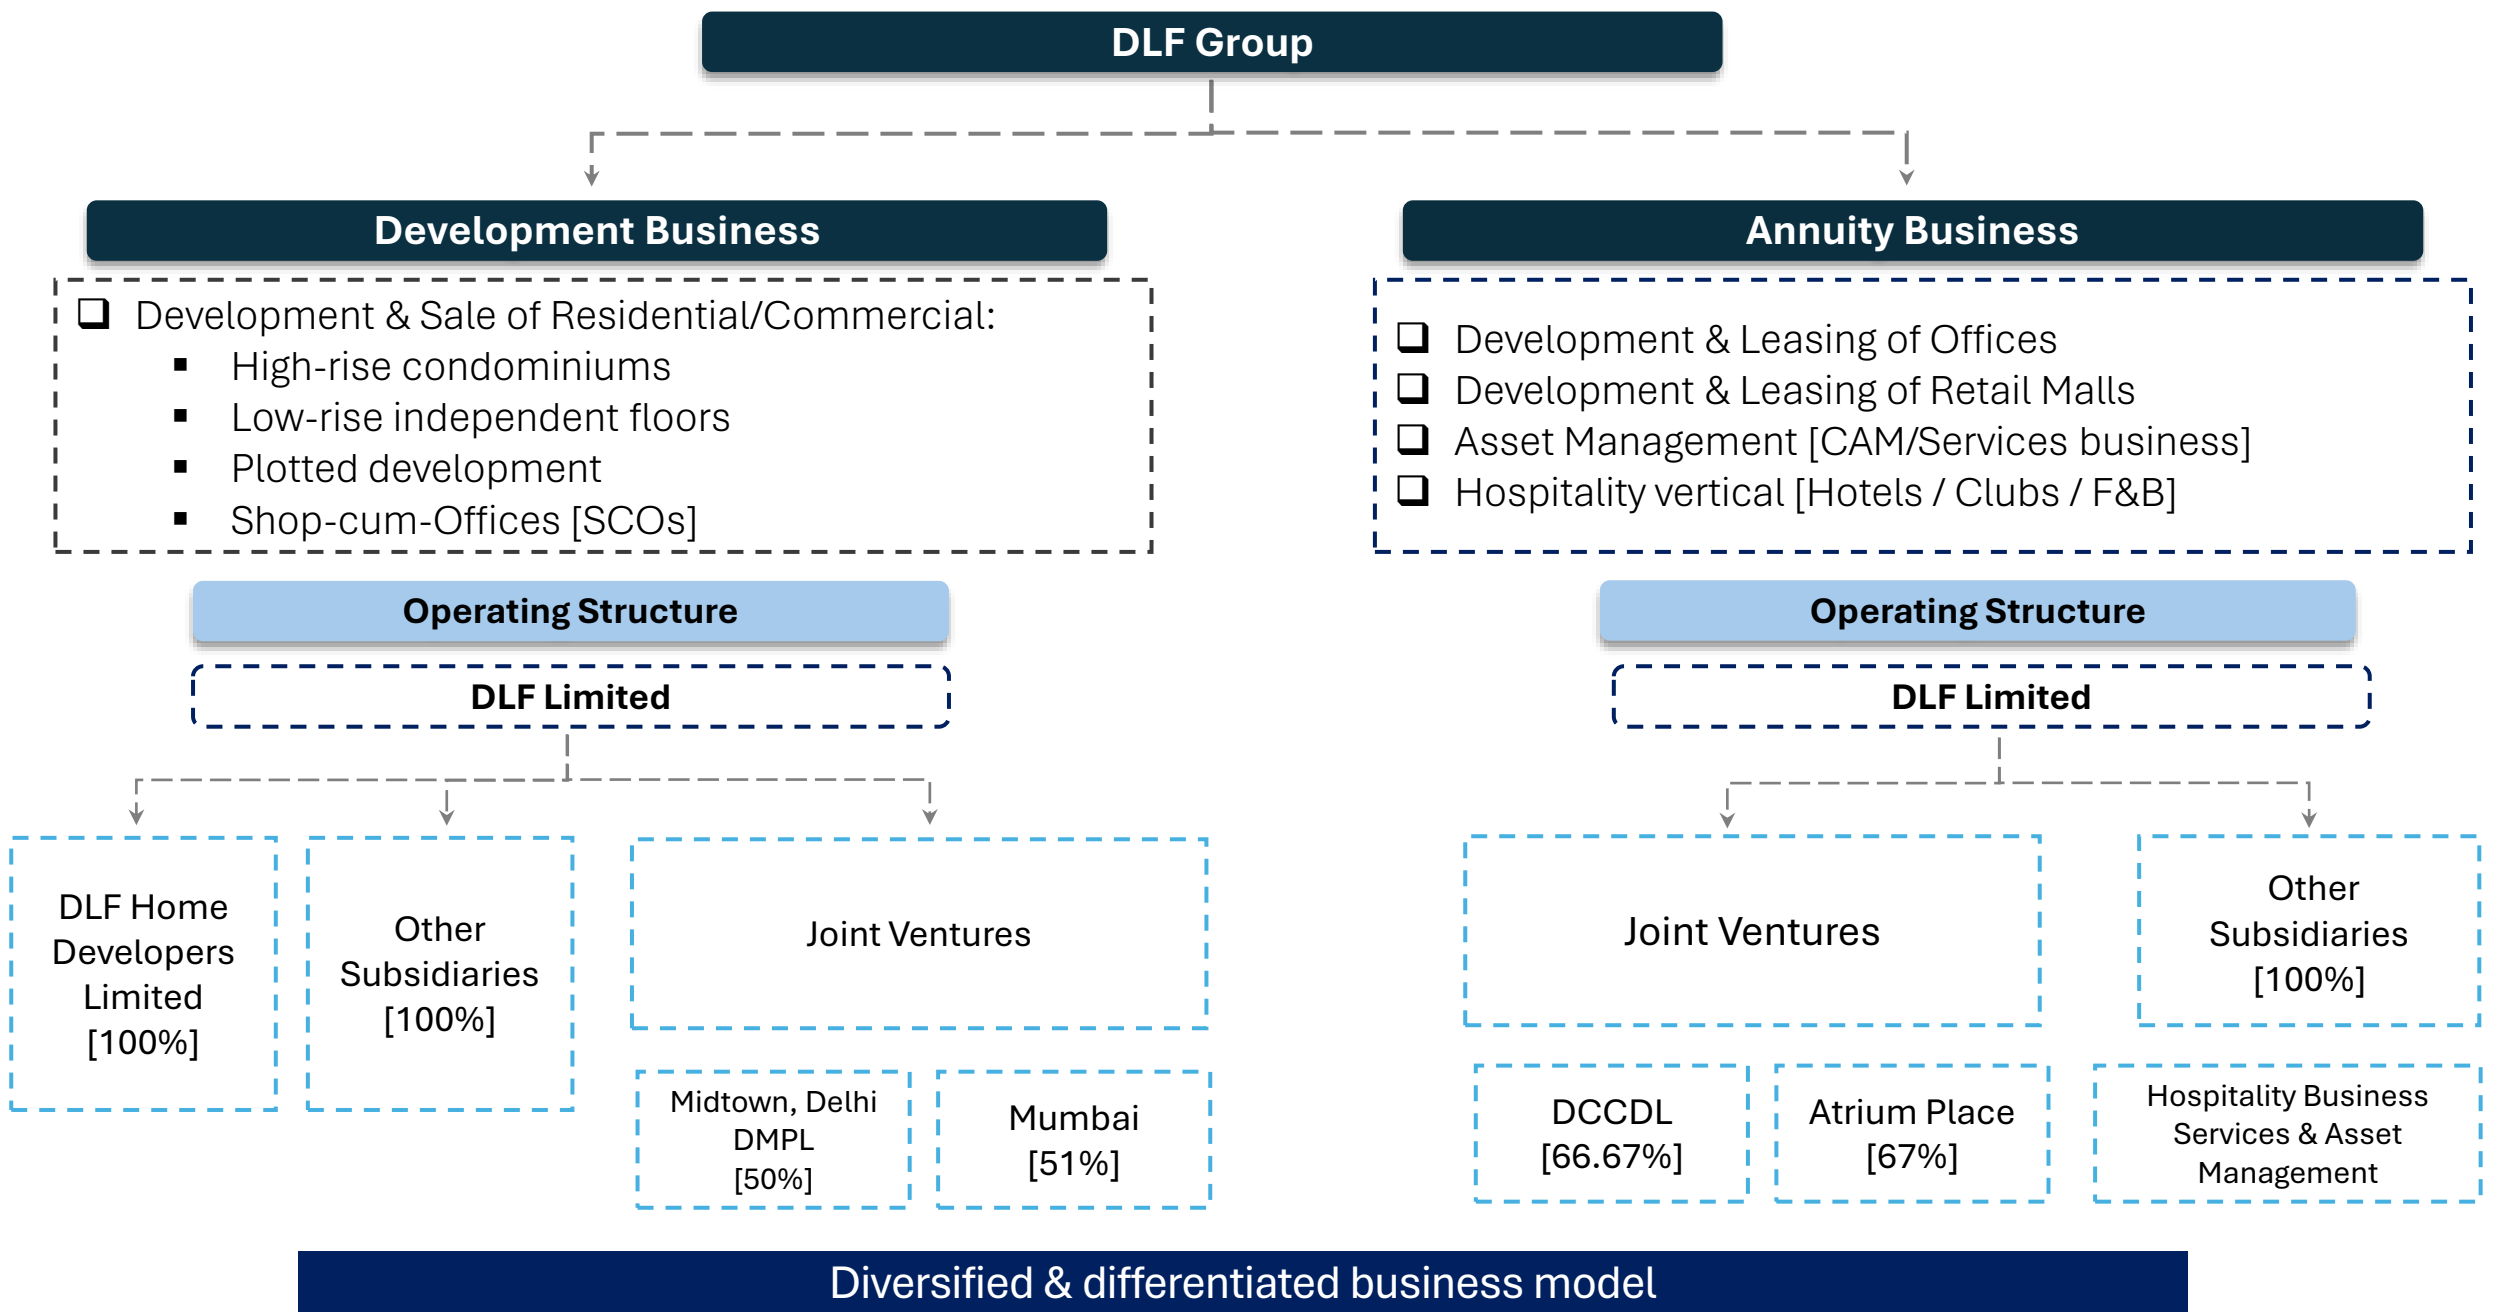 DLF Group
Development Business
Development & Sale of Residential/Commercial:
High-rise condominiums
Low-rise independent floors
Plotted development
Shop-cum-Offices [SCOs]
Operating Structure
DLF Limited
DLF Home
Developers
Limited
[100%]
Other
Subsidiaries
[100%]
Joint Ventures
Midtown, Delhi
DMPL
[50%]
Mumbai
[51%]
Annuity Business
Development & Leasing of Offices
Development & Leasing of Retail Malls
Asset Management [CAM/Services business]
Hospitality vertical [Hotels / Clubs / F&B]
Operating Structure
DLF Limited
Joint Ventures
Other
Subsidiaries
[100%]
DCCDL
[66.67%]
Atrium Place
[67%]
Hospitality Business
Services & Asset
Management
Diversified & differentiated business model